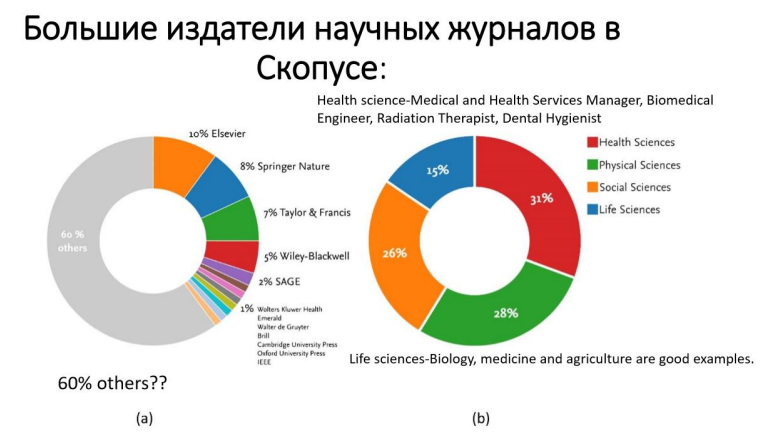 Большие издатели научных журналов в
Скопусе:
Health science-Medical and Health Services Manager, Biomedical
Engineer, Radiation Therapist, Dental Hygienist
10% Elsevier
8% Springer Nature
7% Taylor & Francis
5% Wiley-Blackwell
2% SAGE
1% Wolters Kluwer Health
Emerald
Walter de Gruyter
Brill
Cambridge University Press
Oxford University Press
IEEE
60 %
others
60% others??
(a)
Health Sciences
Physical Sciences
Social Sciences
Life Sciences
15%
31%
26%
28%
Life sciences-Biology, medicine and agriculture are good examples.
(b)